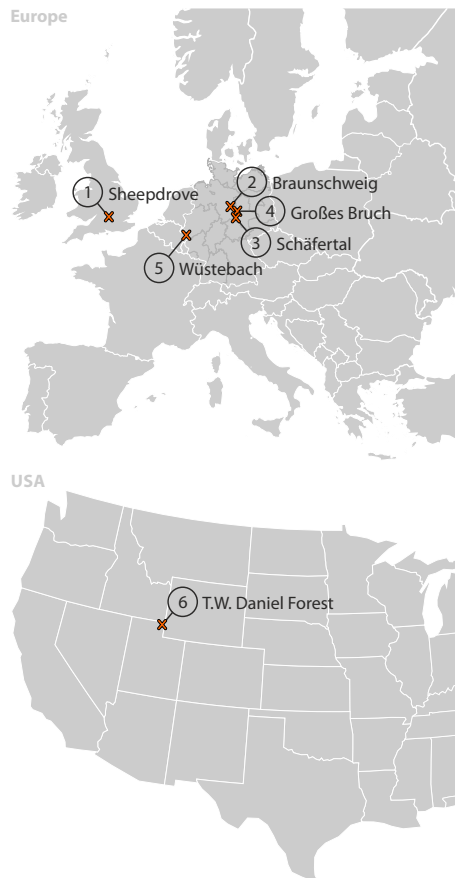 Europe
1 Sheepdrove
2 Braunschweig
4 Großes Bruch
3 Schäfertal
5 Wüstebach
USA
6 T.W. Daniel Forest